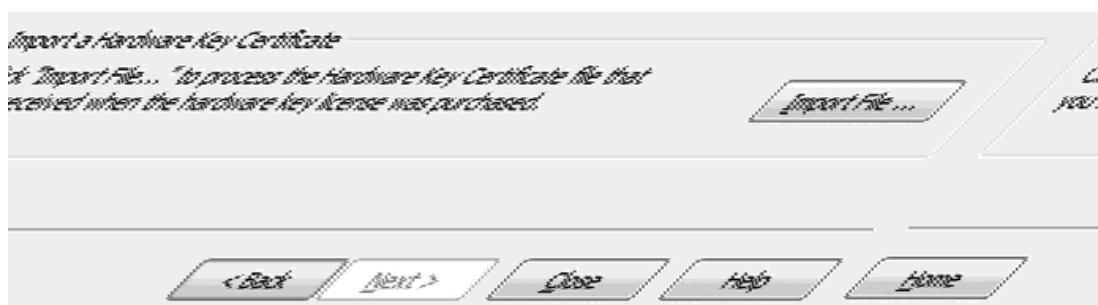 Import a Hardware Key Certificate
"Import File... " to process the Hardware Key Certificate file that
received when the hardware key license was purchased.
Import File ...
you
< Back
Next >
Close
Help
Home